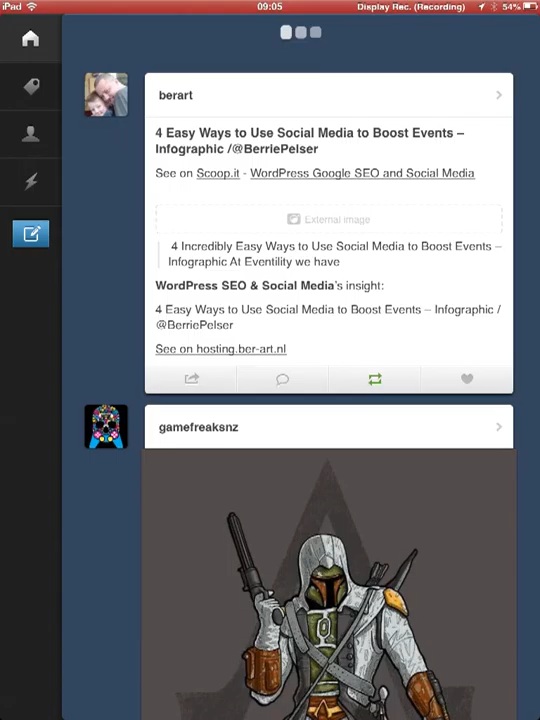 iPad 09:05 Display Rec. (Recording) 54%
berart
4 Easy Ways to Use Social Media to Boost Events –
Infographic /@BerriePelser
See on Scoop.it - WordPress Google SEO and Social Media
External image
4 Incredibly Easy Ways to Use Social Media to Boost Events –
Infographic At Eventility we have
WordPress SEO & Social Media's insight:
4 Easy Ways to Use Social Media to Boost Events – Infographic /
@BerriePelser
See on hosting.ber-art.nl
gamefreaksnz